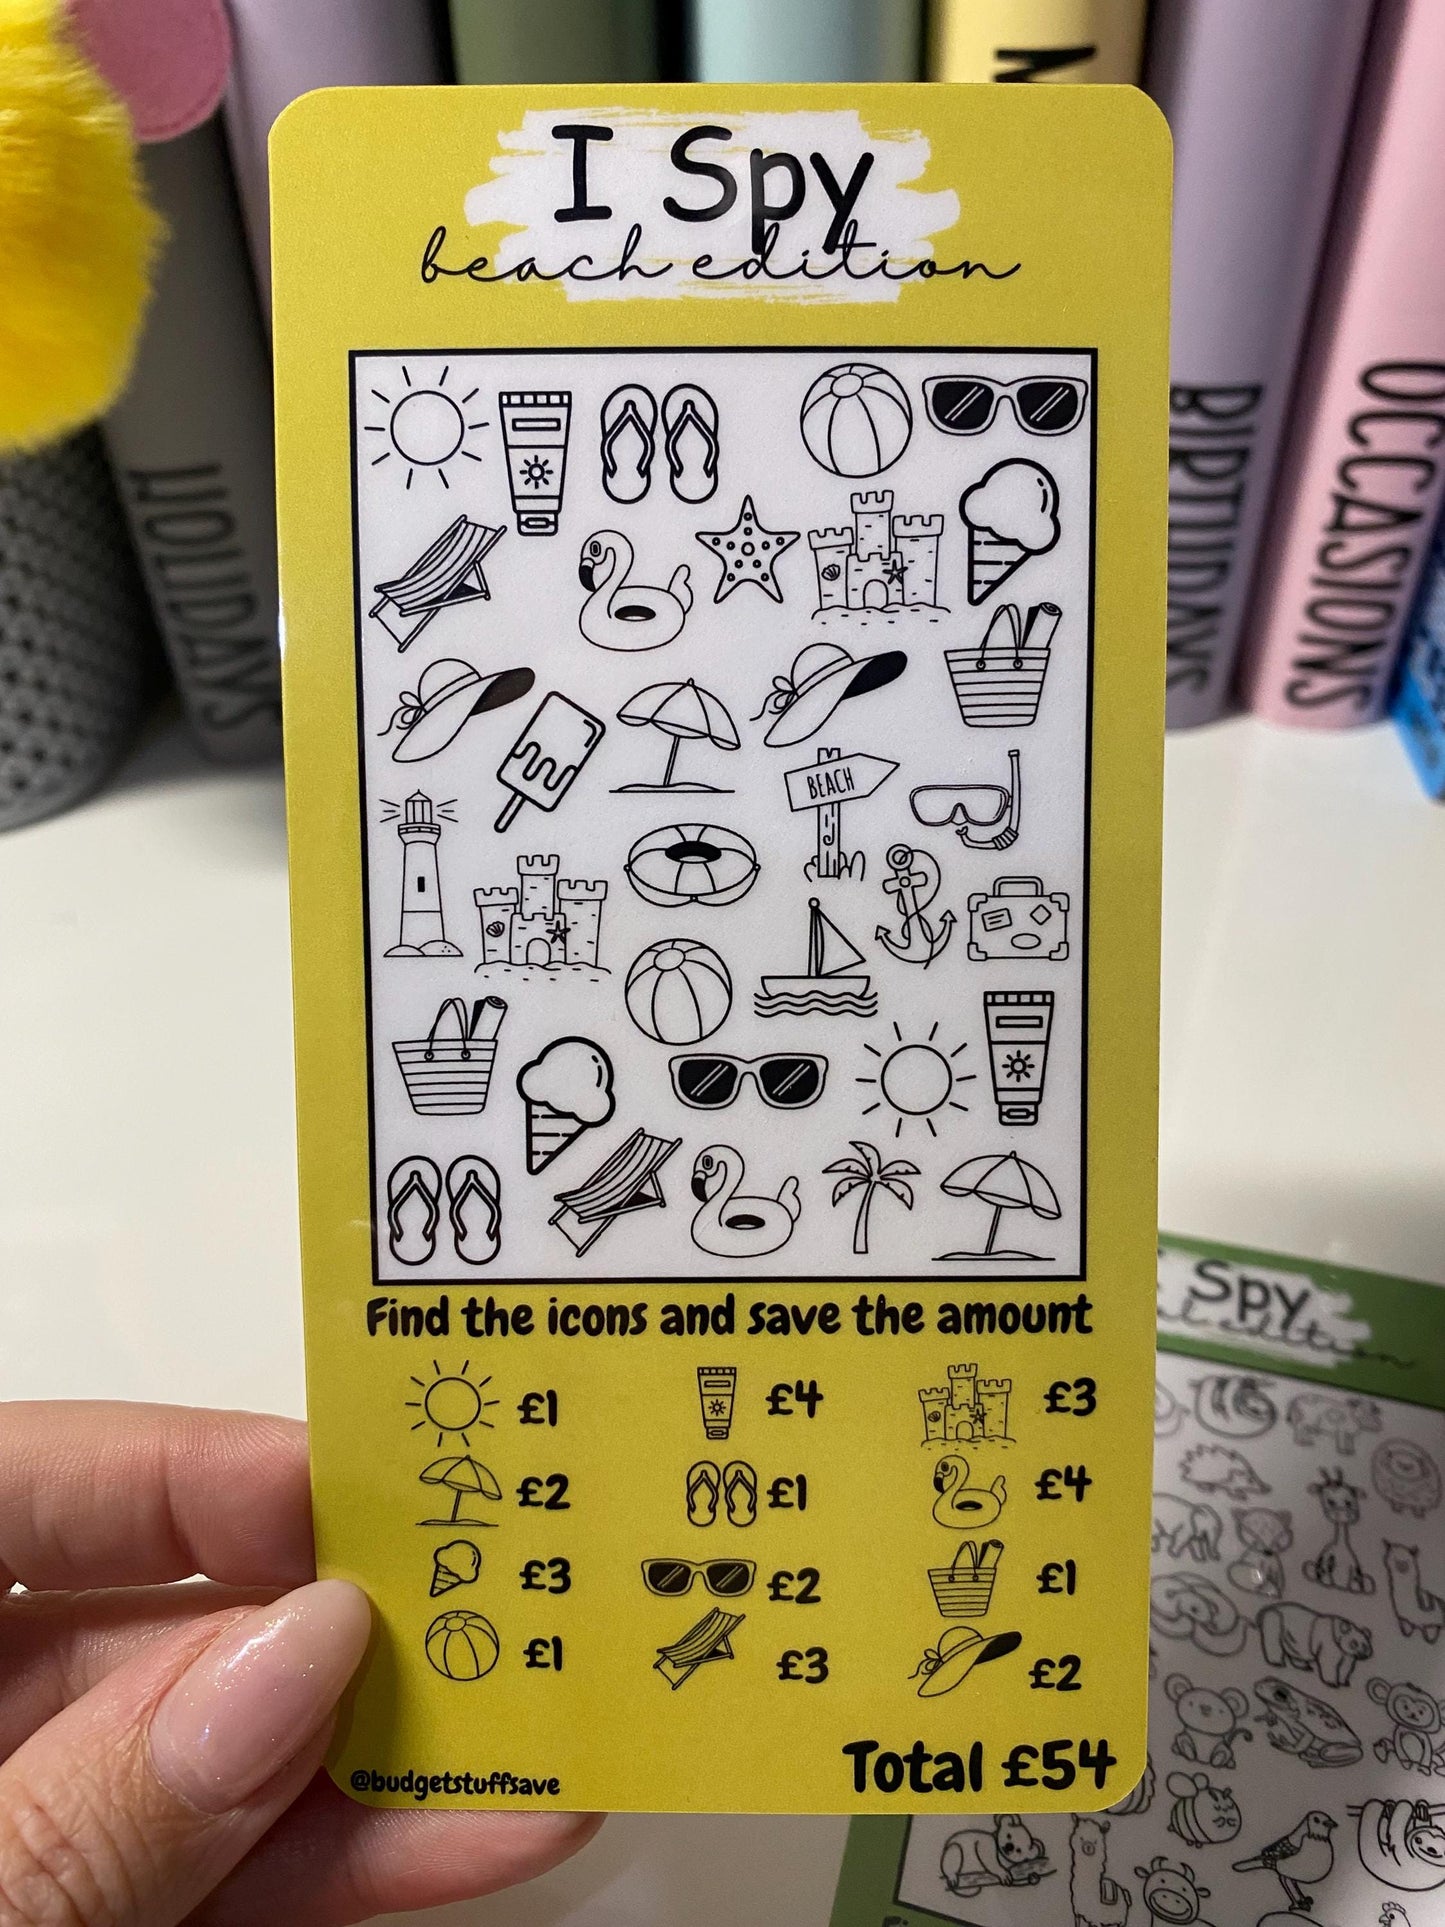 HOLIDAYS
BIRTHDAYS
OCCASIONS
I Spy
beach edition
BEACH
Find the icons and save the amount
£1 £4 £3
£2 £1 £4
£3 £2 £1
£1 £3 £2
Total £54
@budgetstuffsave
Spy